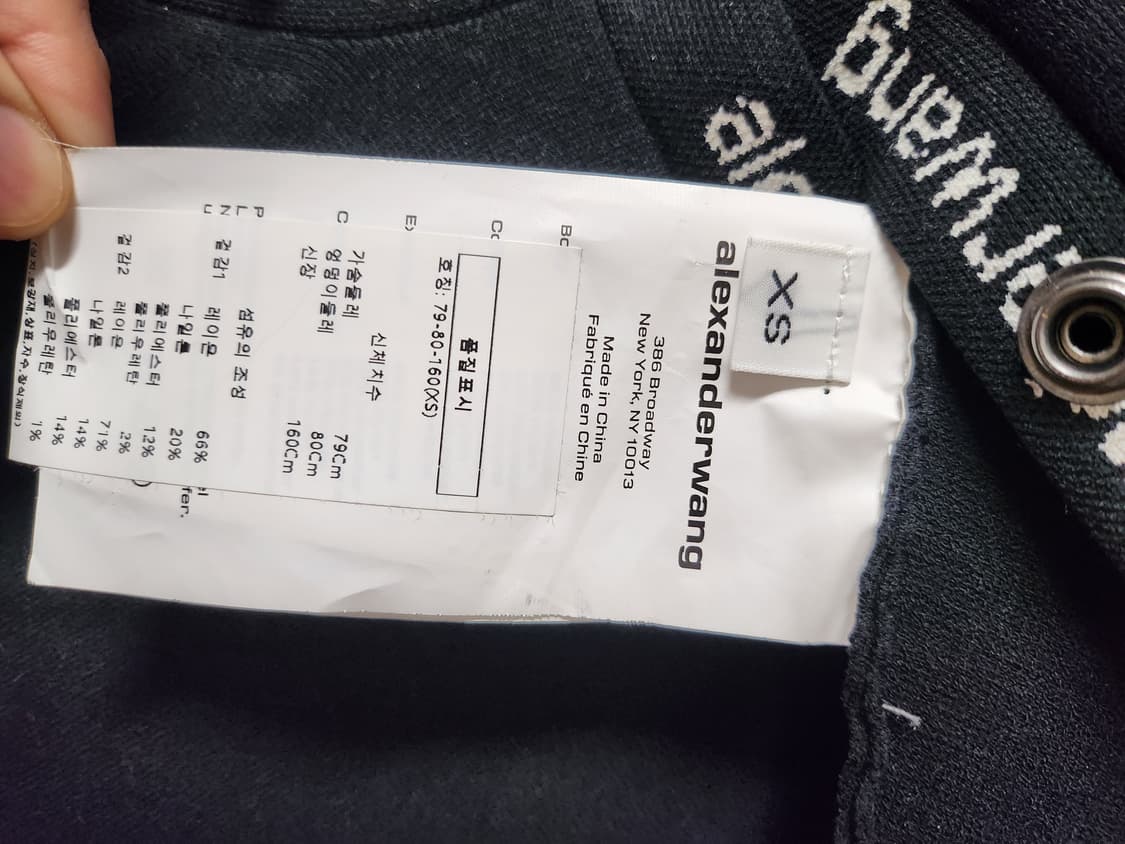 XS
alexanderwang
386 Broadway
New York, NY 10013
Made in China
Fabriqué en Chine
품질표시
호칭: 79-80-160(XS)
신체치수
가슴둘레 79Cm
엉덩이둘레 80Cm
신장 160Cm
섬유의 조성
겉감1 레이온 66%
나일론 20%
폴리에스터 12%
폴리우레탄 2%
겉감2 레이온 71%
나일론 14%
폴리에스터 14%
폴리우레탄 1%
fer.